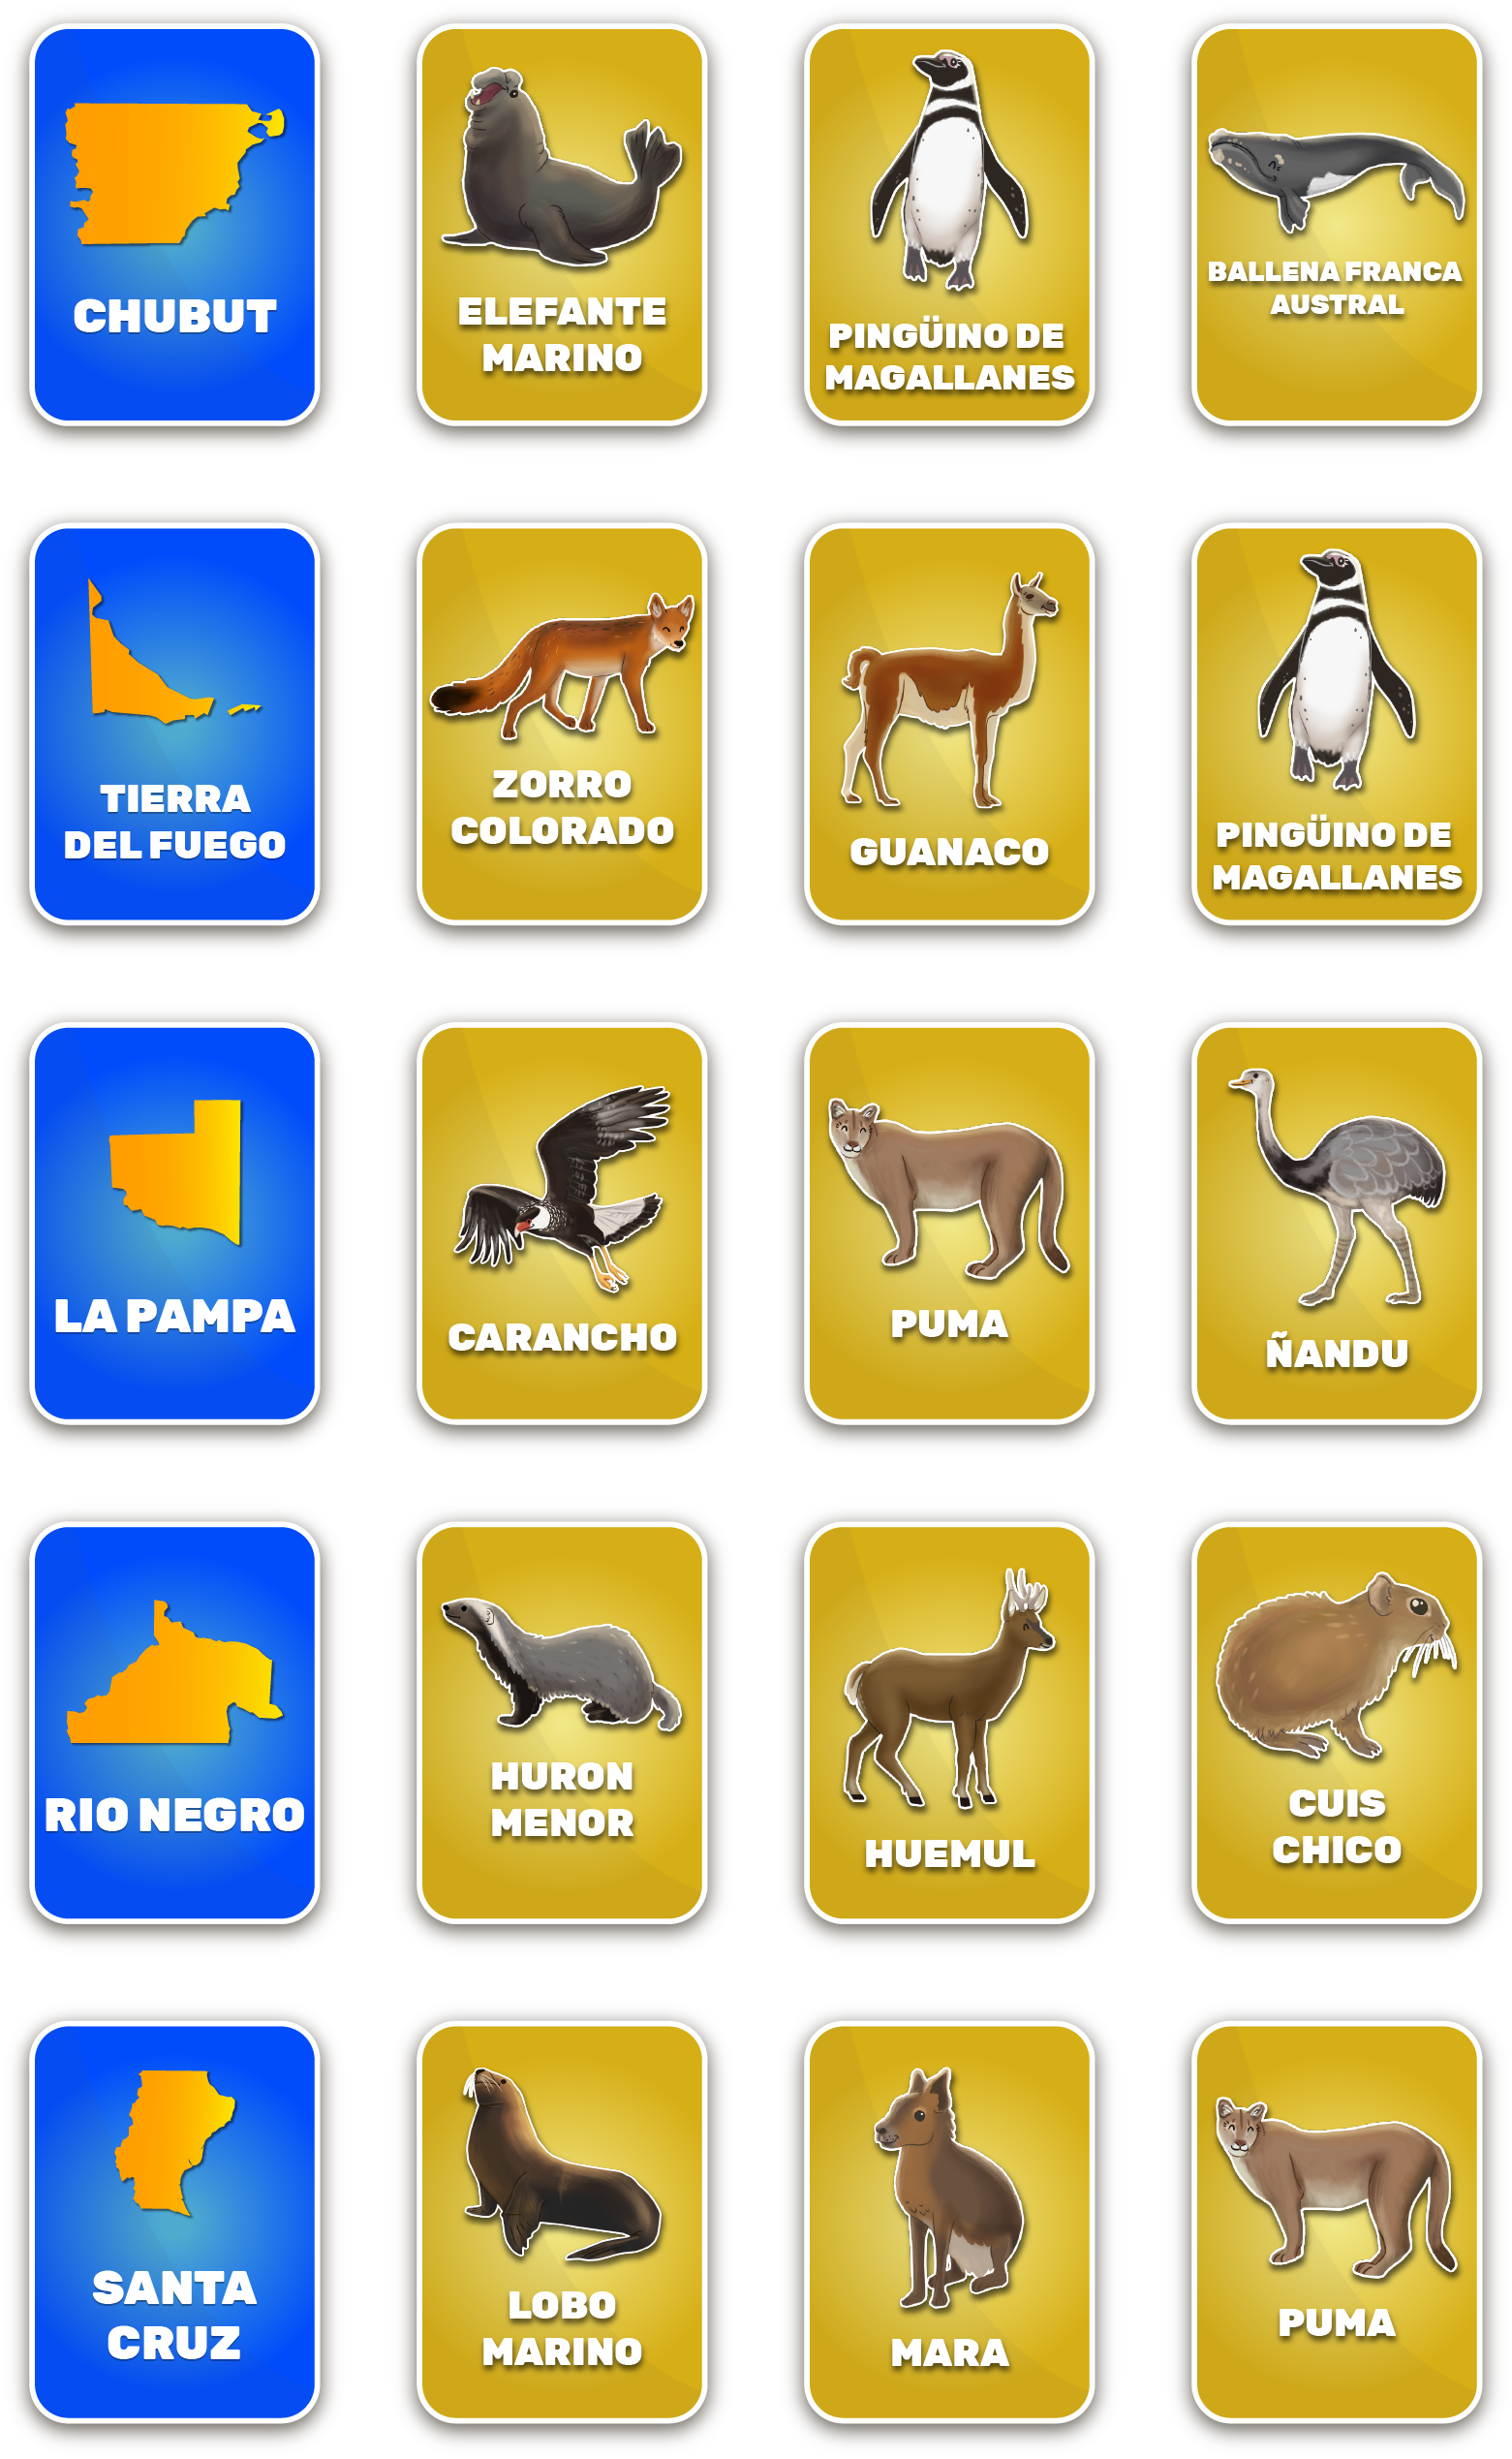 CHUBUT
ELEFANTE
MARINO
PINGÜINO DE
MAGALLANES
BALLENA FRANCA
AUSTRAL
TIERRA
DEL FUEGO
ZORRO
COLORADO
GUANACO
PINGÜINO DE
MAGALLANES
LA PAMPA
CARANCHO
PUMA
ÑANDU
RIO NEGRO
HURON
MENOR
HUEMUL
CUIS
CHICO
SANTA
CRUZ
LOBO
MARINO
MARA
PUMA